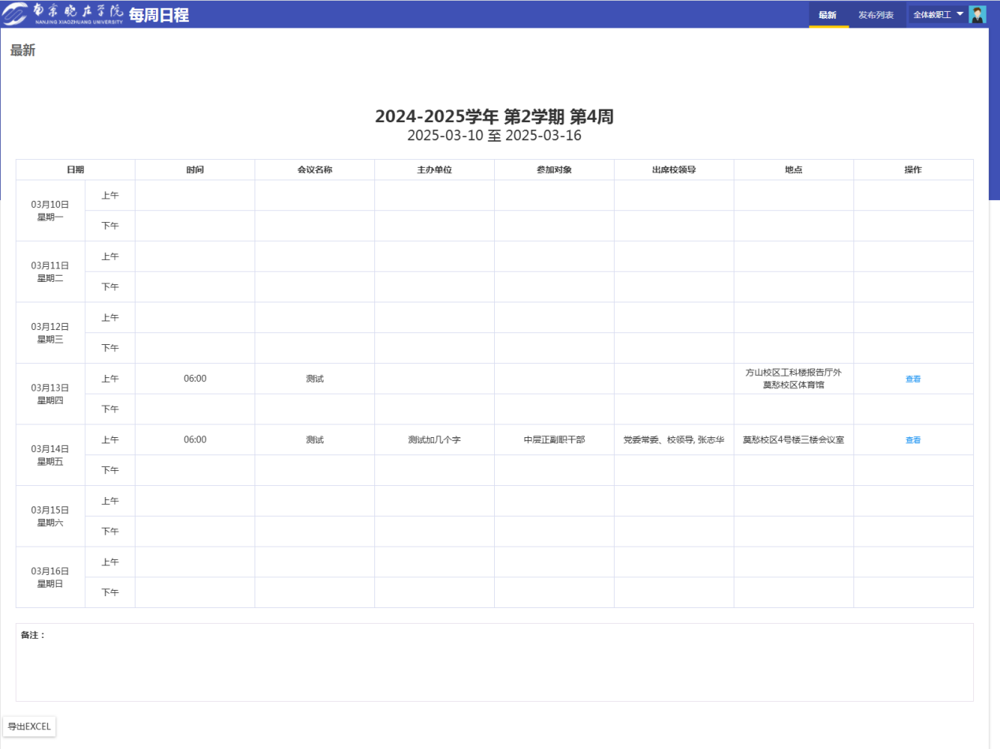 南京晓庄学院
NANJING XIAOZHUANG UNIVERSITY
每周日程
最新
发布列表
全体教职工
最新
2024-2025学年 第2学期 第4周
2025-03-10 至 2025-03-16
日期 时间 会议名称 主办单位 参加对象 出席校领导 地点 操作
03月10日
星期一
上午
下午
03月11日
星期二
上午
下午
03月12日
星期三
上午
下午
03月13日
星期四
上午 06:00 测试
方山校区工科楼报告厅外
莫愁校区体育馆
查看
下午
03月14日
星期五
上午 06:00 测试 测试加几个字 中层正副职干部 党委常委、校领导, 张志华 莫愁校区4号楼三楼会议室 查看
下午
03月15日
星期六
上午
下午
03月16日
星期日
上午
下午
备注：
导出EXCEL